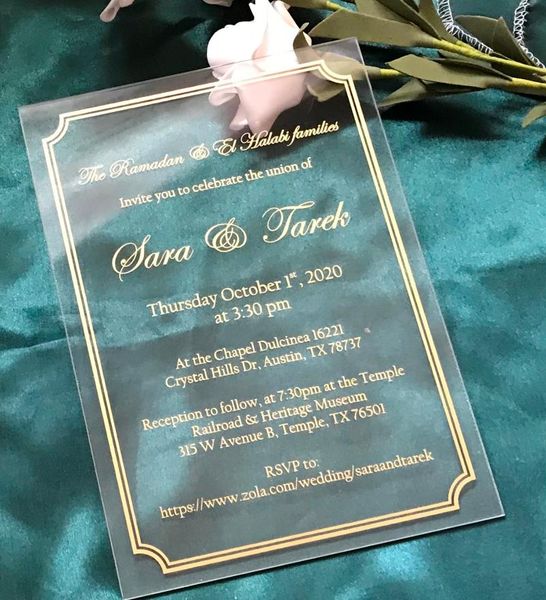 The Ramadan & El Halabi families
Invite you to celebrate the union of
Sara & Tarek
Thursday October 1st, 2020
at 3:30 pm
At the Chapel Dulcinea 16221
Crystal Hills Dr, Austin, TX 78737
Reception to follow, at 7:30pm at the Temple
Railroad & Heritage Museum
315 W Avenue B, Temple, TX 76501
RSVP to:
https://www.zola.com/wedding/saraandtarek